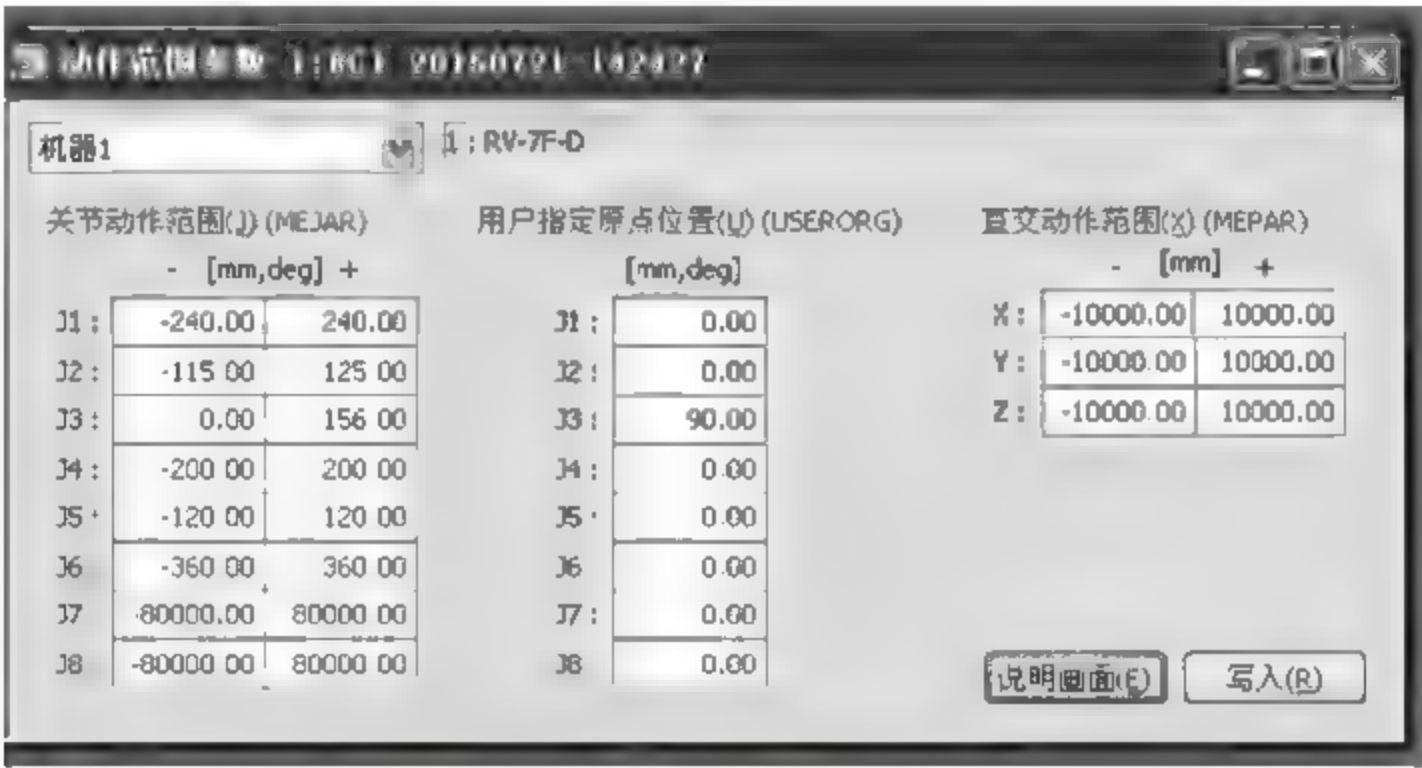 动作范围参数 1:RC1 20150721-142427
机器1 1 : RV-7F-D
关节动作范围(J) (MEJAR) 用户指定原点位置(U) (USERORG) 直交动作范围(X) (MEPAR)
- [mm,deg] + [mm,deg] - [mm] +
J1 : -240.00 240.00 J1 : 0.00 X : -10000.00 10000.00
J2 : -115.00 125.00 J2 : 0.00 Y : -10000.00 10000.00
J3 : 0.00 156.00 J3 : 90.00 Z : -10000.00 10000.00
J4 : -200.00 200.00 J4 : 0.00
J5 : -120.00 120.00 J5 : 0.00
J6 -360.00 360.00 J6 0.00
J7 -80000.00 80000.00 J7 : 0.00
J8 -80000.00 80000.00 J8 0.00
说明画面(E) 写入(R)